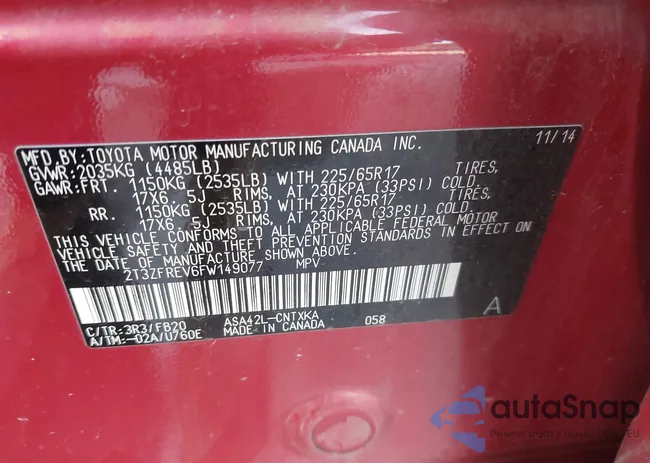 MFD. BY: TOYOTA MOTOR MANUFACTURING CANADA INC. 11/14
GVWR: 2035KG (4485LB)
GAWR: FRT. 1150KG (2535LB) WITH 225/65R17 TIRES,
17X6. 5J RIMS, AT 230KPA (33PSI) COLD.
RR. 1150KG (2535LB) WITH 225/65R17 TIRES,
17X6. 5J RIMS, AT 230KPA (33PSI) COLD.
THIS VEHICLE CONFORMS TO ALL APPLICABLE FEDERAL MOTOR
VEHICLE SAFETY AND THEFT PREVENTION STANDARDS IN EFFECT ON
THE DATE OF MANUFACTURE SHOWN ABOVE.
2T3ZFREV6FW149077 MPV
C/TR: 3R3/FB20 ASA42L-CNTXKA A
A/TM: -02A/U760E MADE IN CANADA 058
autaSnap
Pewne auta z